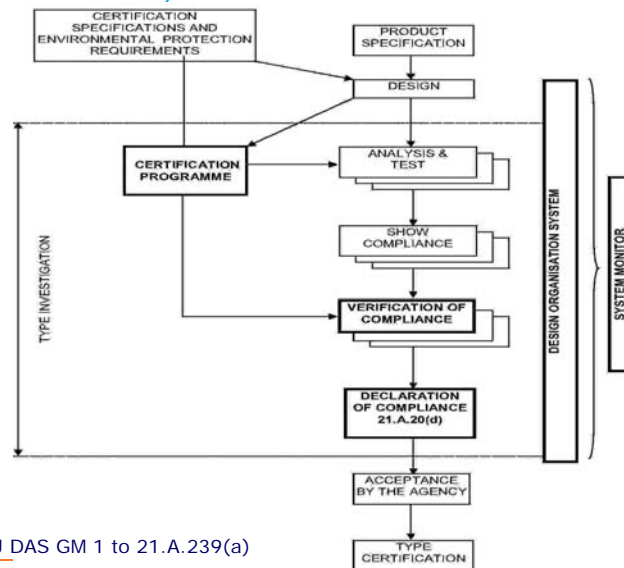 CERTIFICATION
SPECIFICATIONS AND
ENVIRONMENTAL PROTECTION
REQUIREMENTS
PRODUCT
SPECIFICATION
DESIGN
CERTIFICATION
PROGRAMME
ANALYSIS &
TEST
SHOW
COMPLIANCE
VERIFICATION OF
COMPLIANCE
DECLARATION
OF COMPLIANCE
21.A.20(d)
ACCEPTANCE
BY THE AGENCY
TYPE
CERTIFICATION
TYPE INVESTIGATION
DESIGN ORGANISATION SYSTEM
SYSTEM MONITOR
DAS GM 1 to 21.A.239(a)